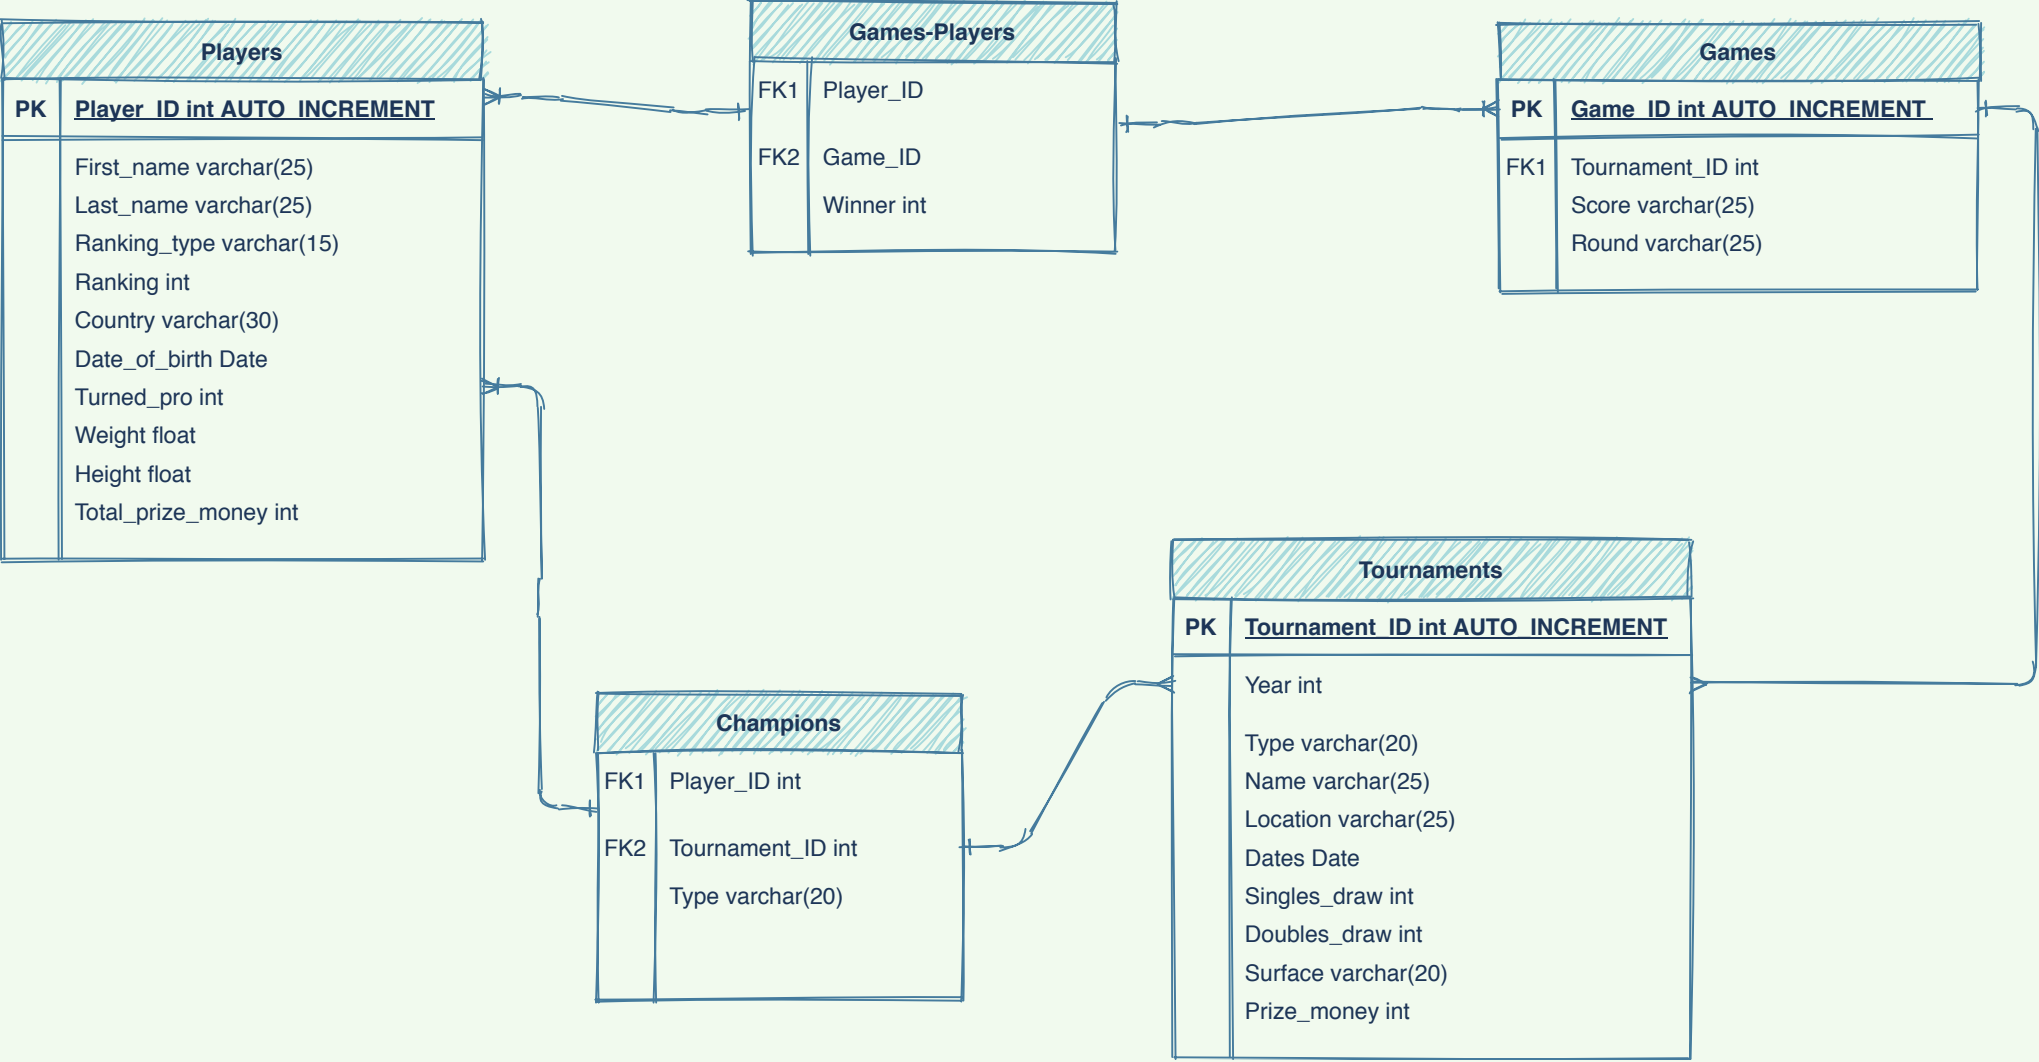 Players
PK Player_ID int AUTO_INCREMENT
First_name varchar(25)
Last_name varchar(25)
Ranking_type varchar(15)
Ranking int
Country varchar(30)
Date_of_birth Date
Turned_pro int
Weight float
Height float
Total_prize_money int
Games-Players
FK1 Player_ID
FK2 Game_ID
Winner int
Games
PK Game_ID int AUTO_INCREMENT
FK1 Tournament_ID int
Score varchar(25)
Round varchar(25)
Champions
FK1 Player_ID int
FK2 Tournament_ID int
Type varchar(20)
Tournaments
PK Tournament_ID int AUTO_INCREMENT
Year int
Type varchar(20)
Name varchar(25)
Location varchar(25)
Dates Date
Singles_draw int
Doubles_draw int
Surface varchar(20)
Prize_money int